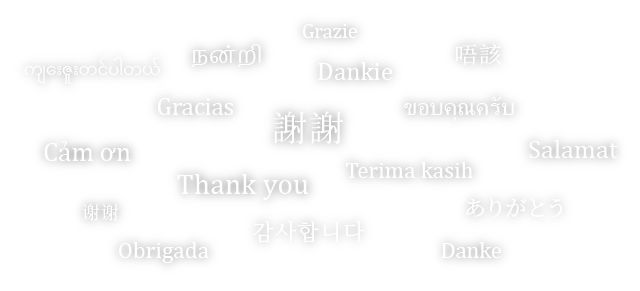 Grazie
நன்றி
唔該
ကျေးဇူးတင်ပါတယ်
Dankie
Gracias
ขอบคุณครับ
謝謝
Cảm ơn
Salamat
Terima kasih
Thank you
谢谢
ありがとう
감사합니다
Obrigada
Danke